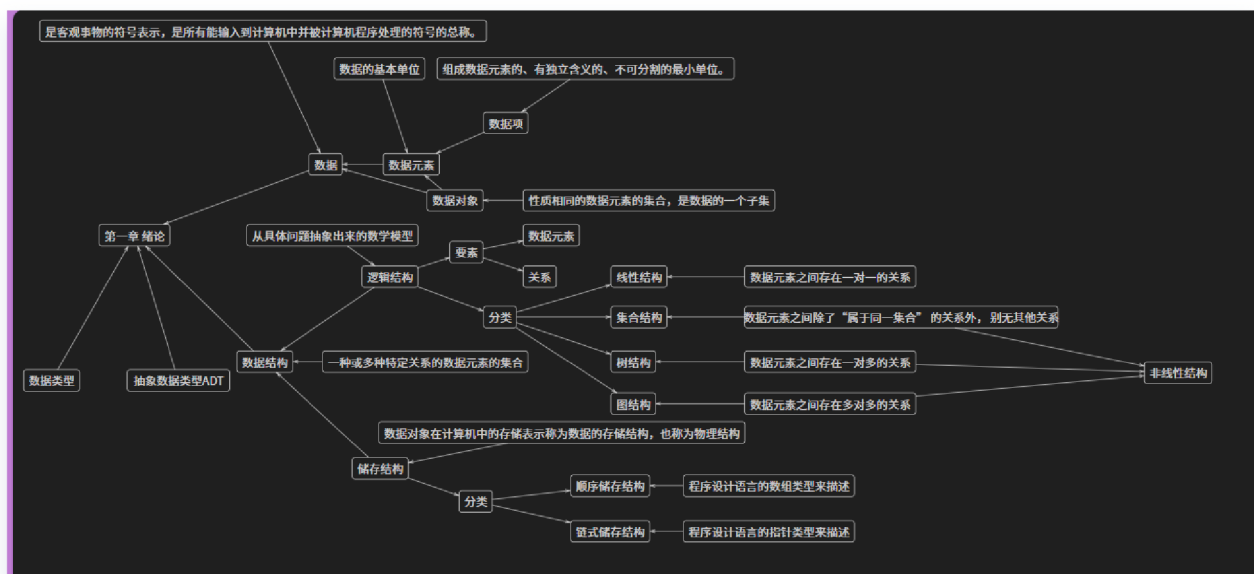 是客观事物的符号表示，是所有能输入到计算机中并被计算机程序处理的符号的总称。
数据的基本单位
组成数据元素的、有独立含义的、不可分割的最小单位。
数据项
数据
数据元素
数据对象
性质相同的数据元素的集合，是数据的一个子集
第一章 绪论
从具体问题抽象出来的数学模型
要素
数据元素
逻辑结构
关系
线性结构
数据元素之间存在一对一的关系
分类
集合结构
数据元素之间除了“属于同一集合” 的关系外， 别无其他关系
数据结构
一种或多种特定关系的数据元素的集合
树结构
数据元素之间存在一对多的关系
非线性结构
数据类型
抽象数据类型ADT
图结构
数据元素之间存在多对多的关系
数据对象在计算机中的存储表示称为数据的存储结构，也称为物理结构
储存结构
分类
顺序储存结构
程序设计语言的数组类型来描述
链式储存结构
程序设计语言的指针类型来描述